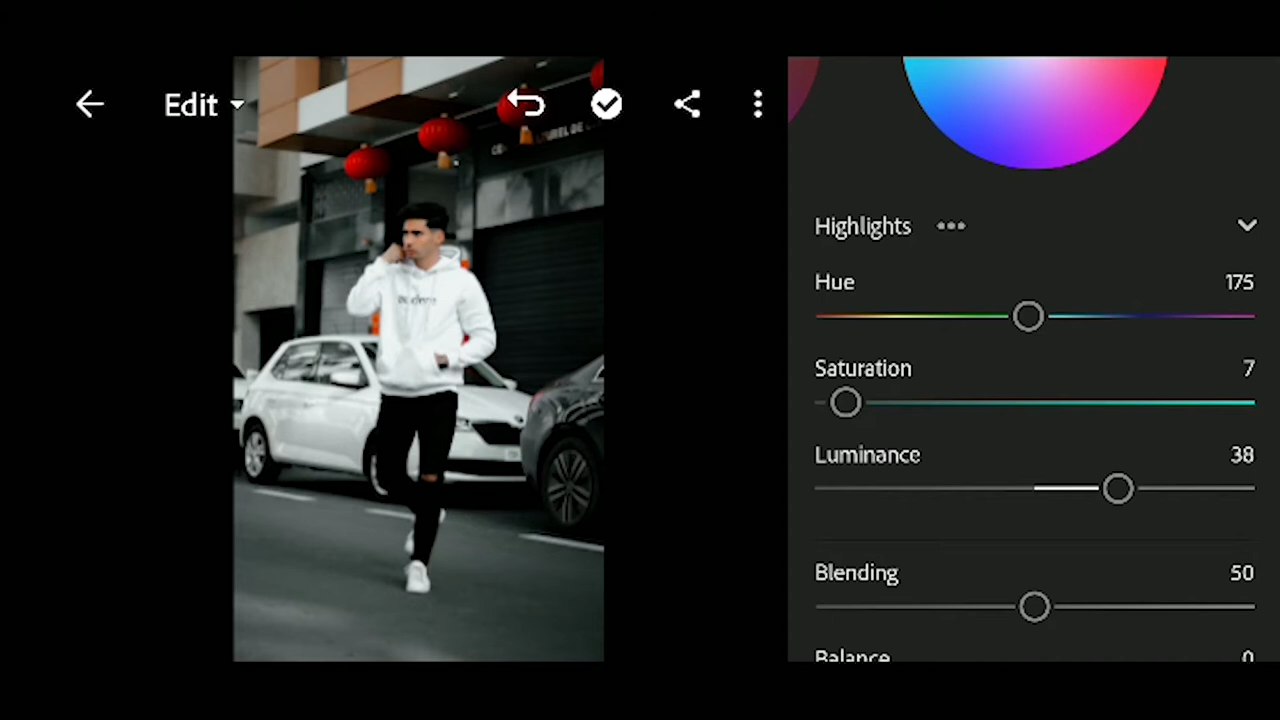 Edit
Highlights
Hue 175
Saturation 7
Luminance 38
Blending 50
Balance 0